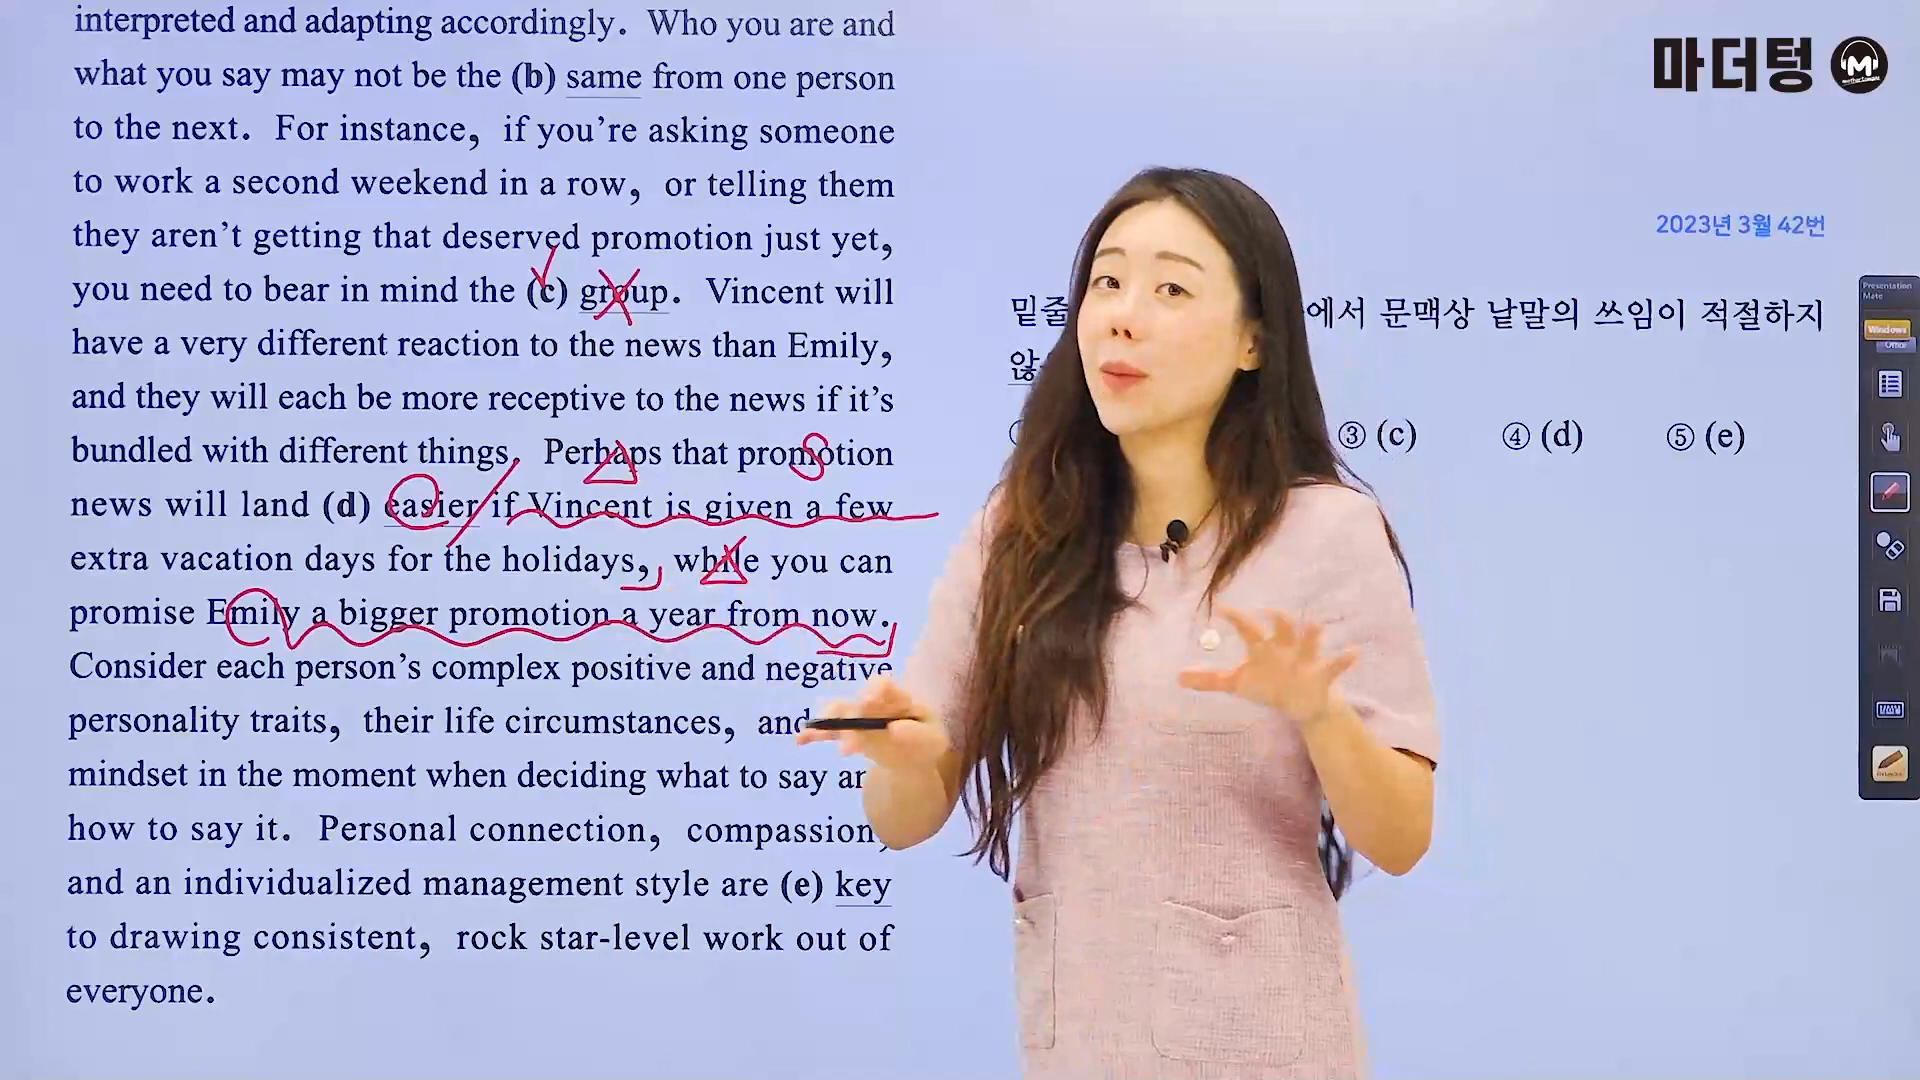 interpreted and adapting accordingly. Who you are and
what you say may not be the (b) same from one person
to the next. For instance, if you're asking someone
to work a second weekend in a row, or telling them
they aren't getting that deserved promotion just yet,
you need to bear in mind the (c) group. Vincent will
have a very different reaction to the news than Emily,
and they will each be more receptive to the news if it's
bundled with different things. Perhaps that promotion
news will land (d) easier if Vincent is given a few
extra vacation days for the holidays, while you can
promise Emily a bigger promotion a year from now.
Consider each person's complex positive and negative
personality traits, their life circumstances, and
mindset in the moment when deciding what to say
how to say it. Personal connection, compassion,
and an individualized management style are (e) key
to drawing consistent, rock star-level work out of
everyone.
마더텅 M
2023년 3월 42번
밑줄 에서 문맥상 낱말의 쓰임이 적절하지
③ (c) ④ (d) ⑤ (e)
Presentation
Mate
Windows